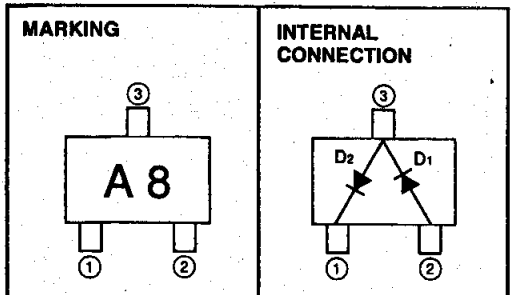 MARKING
③
A 8
① ②
INTERNAL
CONNECTION
③
D2 D1
① ②